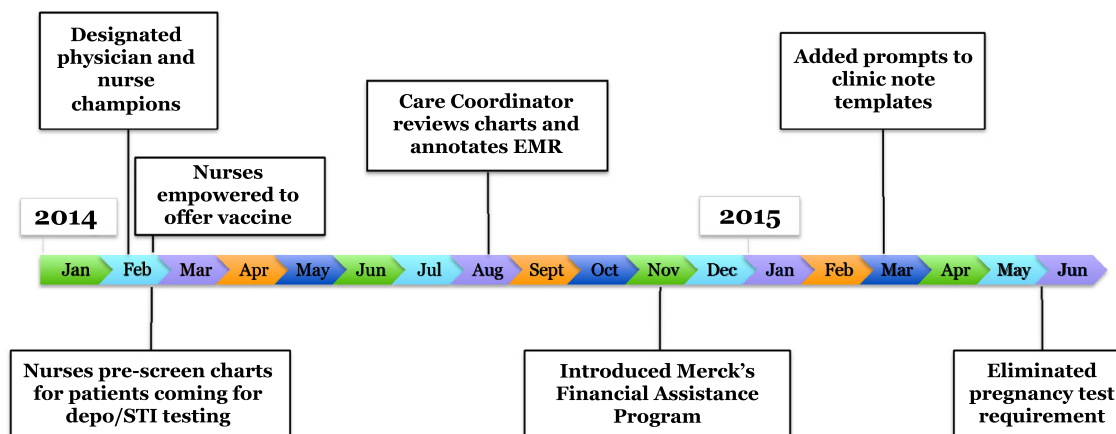 Designated
physician and
nurse
champions
Nurses
empowered to
offer vaccine
Care Coordinator
reviews charts and
annotates EMR
Added prompts to
clinic note
templates
2014
2015
Jan Feb Mar Apr May Jun Jul Aug Sept Oct Nov Dec Jan Feb Mar Apr May Jun
Nurses pre-screen charts
for patients coming for
depo/STI testing
Introduced Merck's
Financial Assistance
Program
Eliminated
pregnancy test
requirement